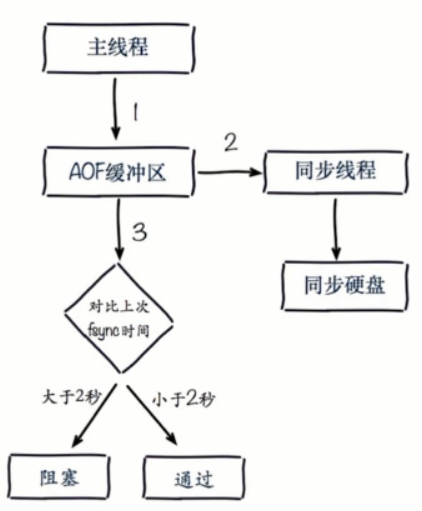 主线程
1
AOF缓冲区
2
同步线程
3
同步硬盘
对比上次
fsync时间
大于2秒
小于2秒
阻塞
通过